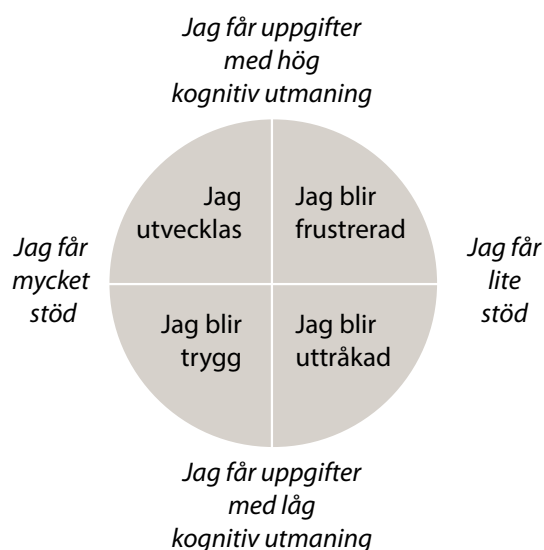 Jag får uppgifter
med hög
kognitiv utmaning
Jag
utvecklas
Jag blir
frustrerad
Jag får
mycket
stöd
Jag får
lite
stöd
Jag blir
trygg
Jag blir
uttråkad
Jag får uppgifter
med låg
kognitiv utmaning